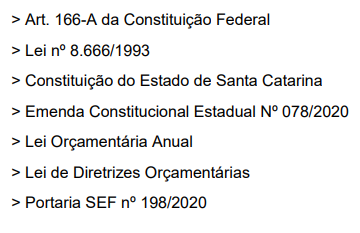 > Art. 166-A da Constituição Federal
> Lei nº 8.666/1993
> Constituição do Estado de Santa Catarina
> Emenda Constitucional Estadual Nº 078/2020
> Lei Orçamentária Anual
> Lei de Diretrizes Orçamentárias
> Portaria SEF nº 198/2020